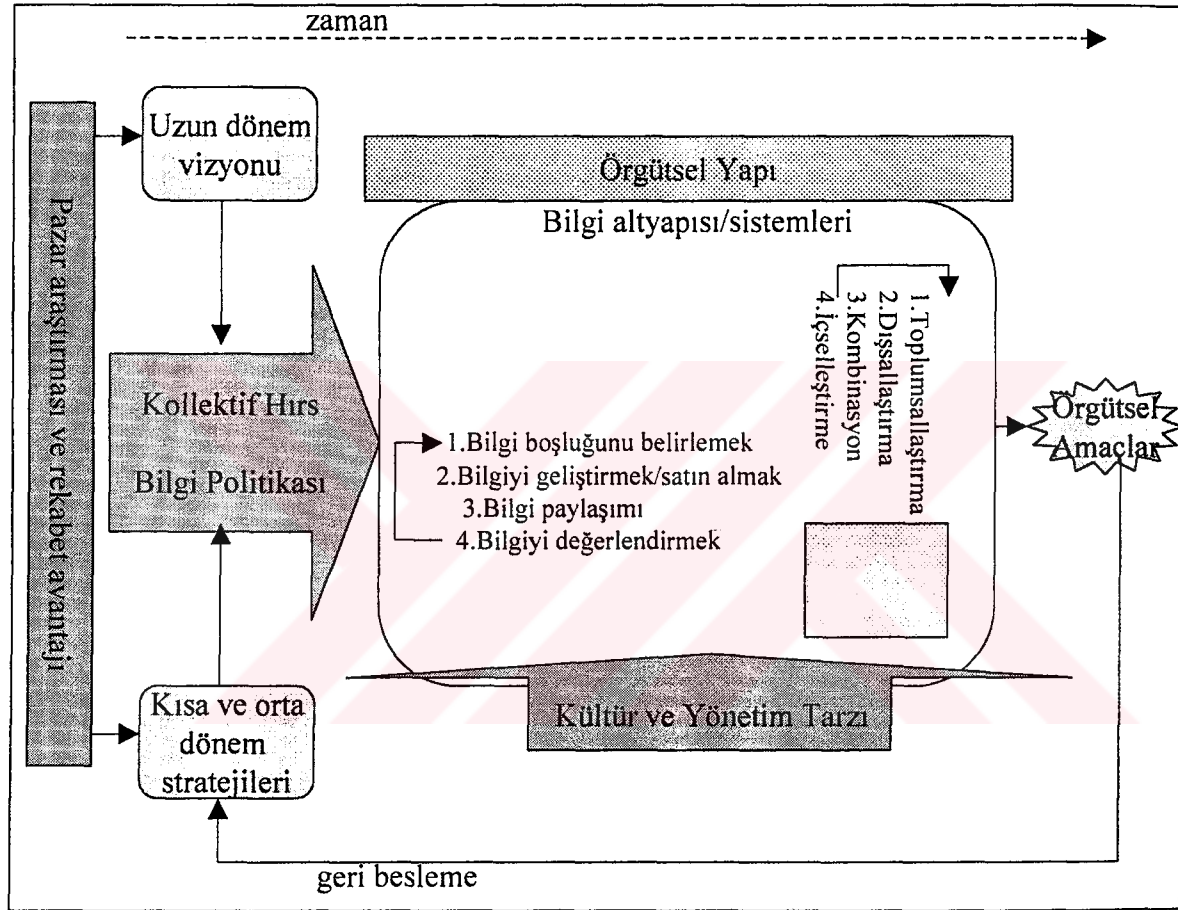 zaman
Pazar araştırması ve rekabet avantajı
Uzun dönem
vizyonu
Örgütsel Yapı
Bilgi altyapısı/sistemleri
Kollektif Hırs
Bilgi Politikası
1.Bilgi boşluğunu belirlemek
2.Bilgiyi geliştirmek/satın almak
3.Bilgi paylaşımı
4.Bilgiyi değerlendirmek
1.Toplumsallaştırma
2.Dışsallaştırma
3.Kombinasyon
4.İçselleştirme
Örgütsel
Amaçlar
Kısa ve orta
dönem
stratejileri
Kültür ve Yönetim Tarzı
geri besleme